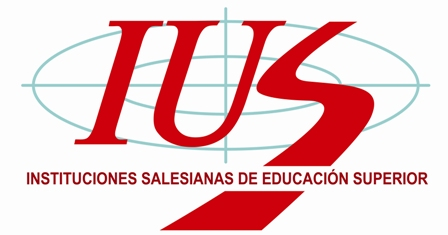 IUS
INSTITUCIONES SALESIANAS DE EDUCACIÓN SUPERIOR